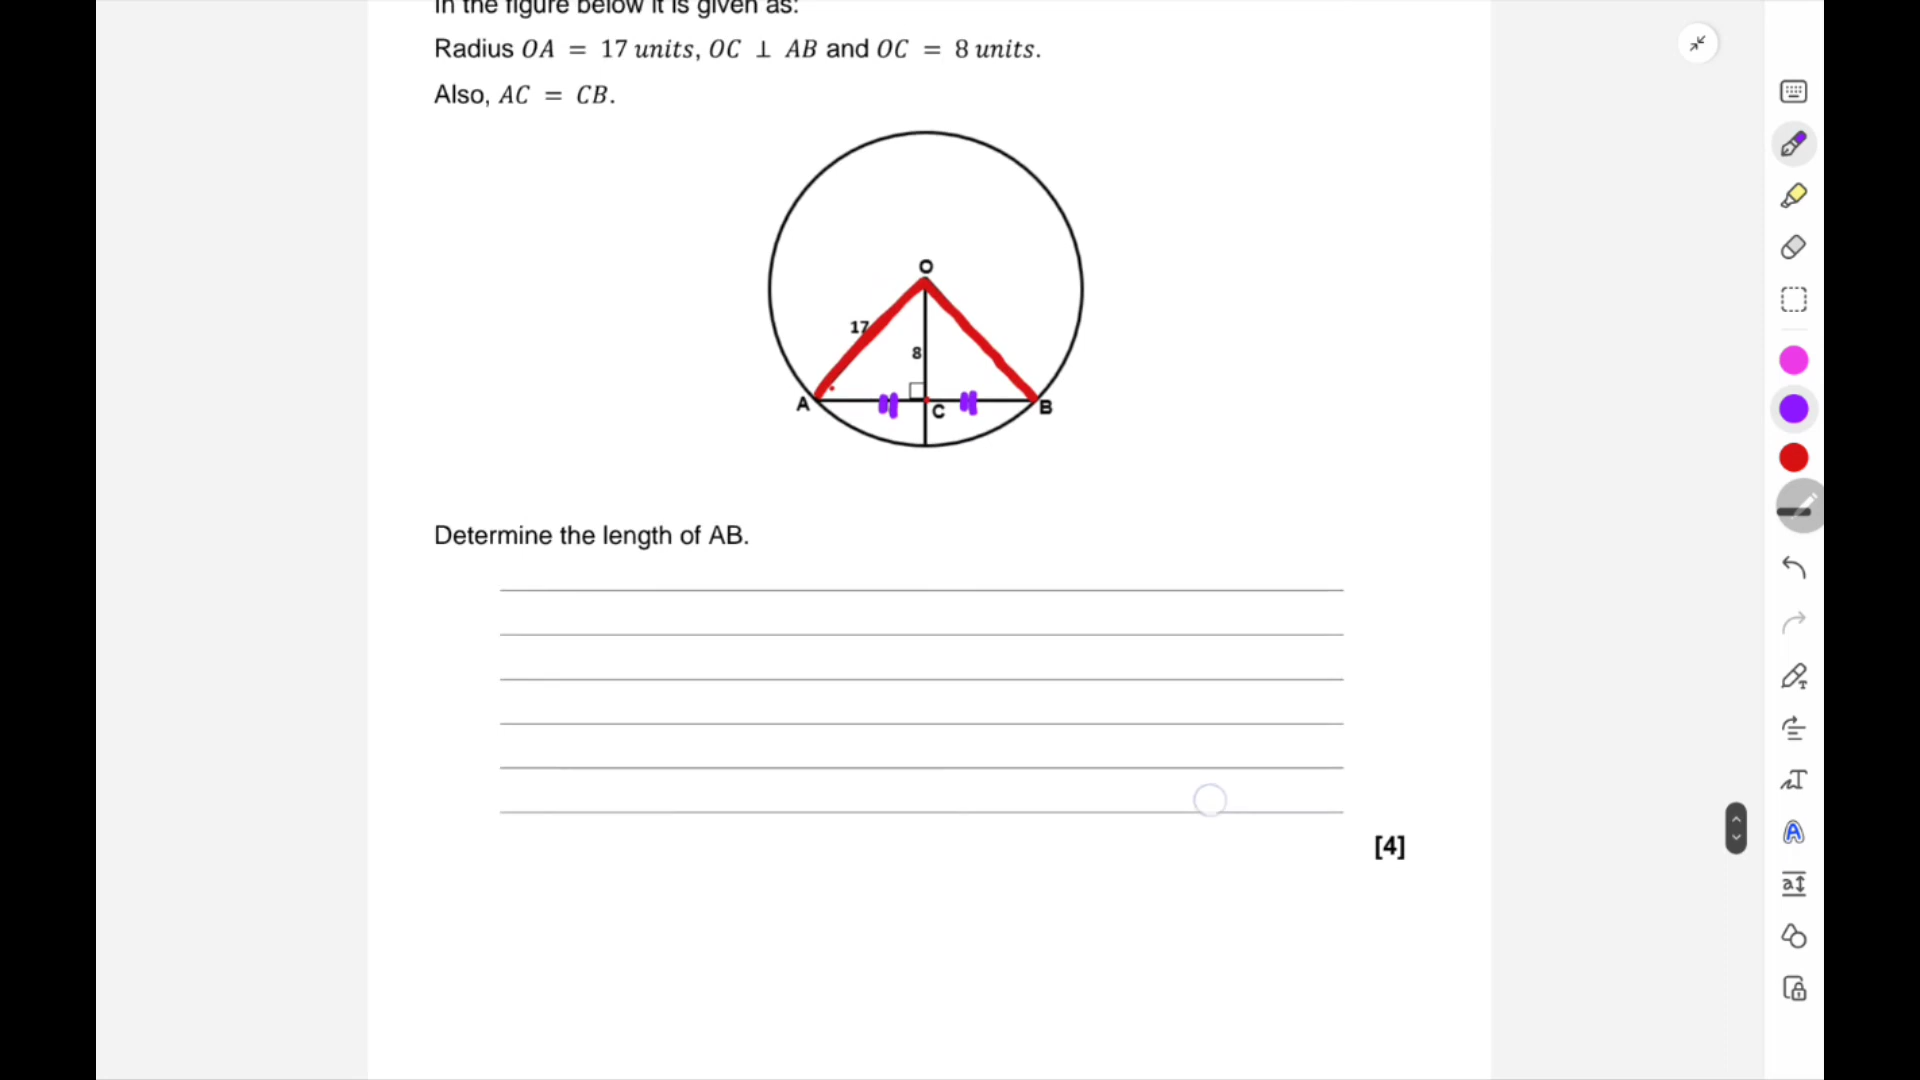 In the figure below it is given as:
Radius OA = 17 units, OC ⊥ AB and OC = 8 units.
Also, AC = CB.
O
17
8
A
C
B
Determine the length of AB.
[4]